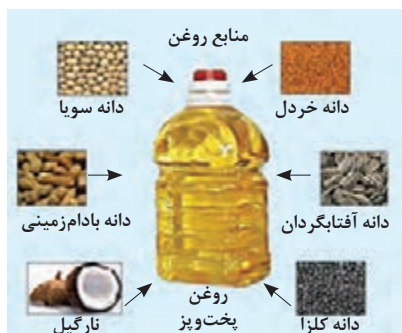 منابع روغن
دانه خردل
دانه سویا
دانه آفتابگردان
دانه بادام‌زمینی
دانه کلزا
روغن
پخت‌وپز
نارگیل